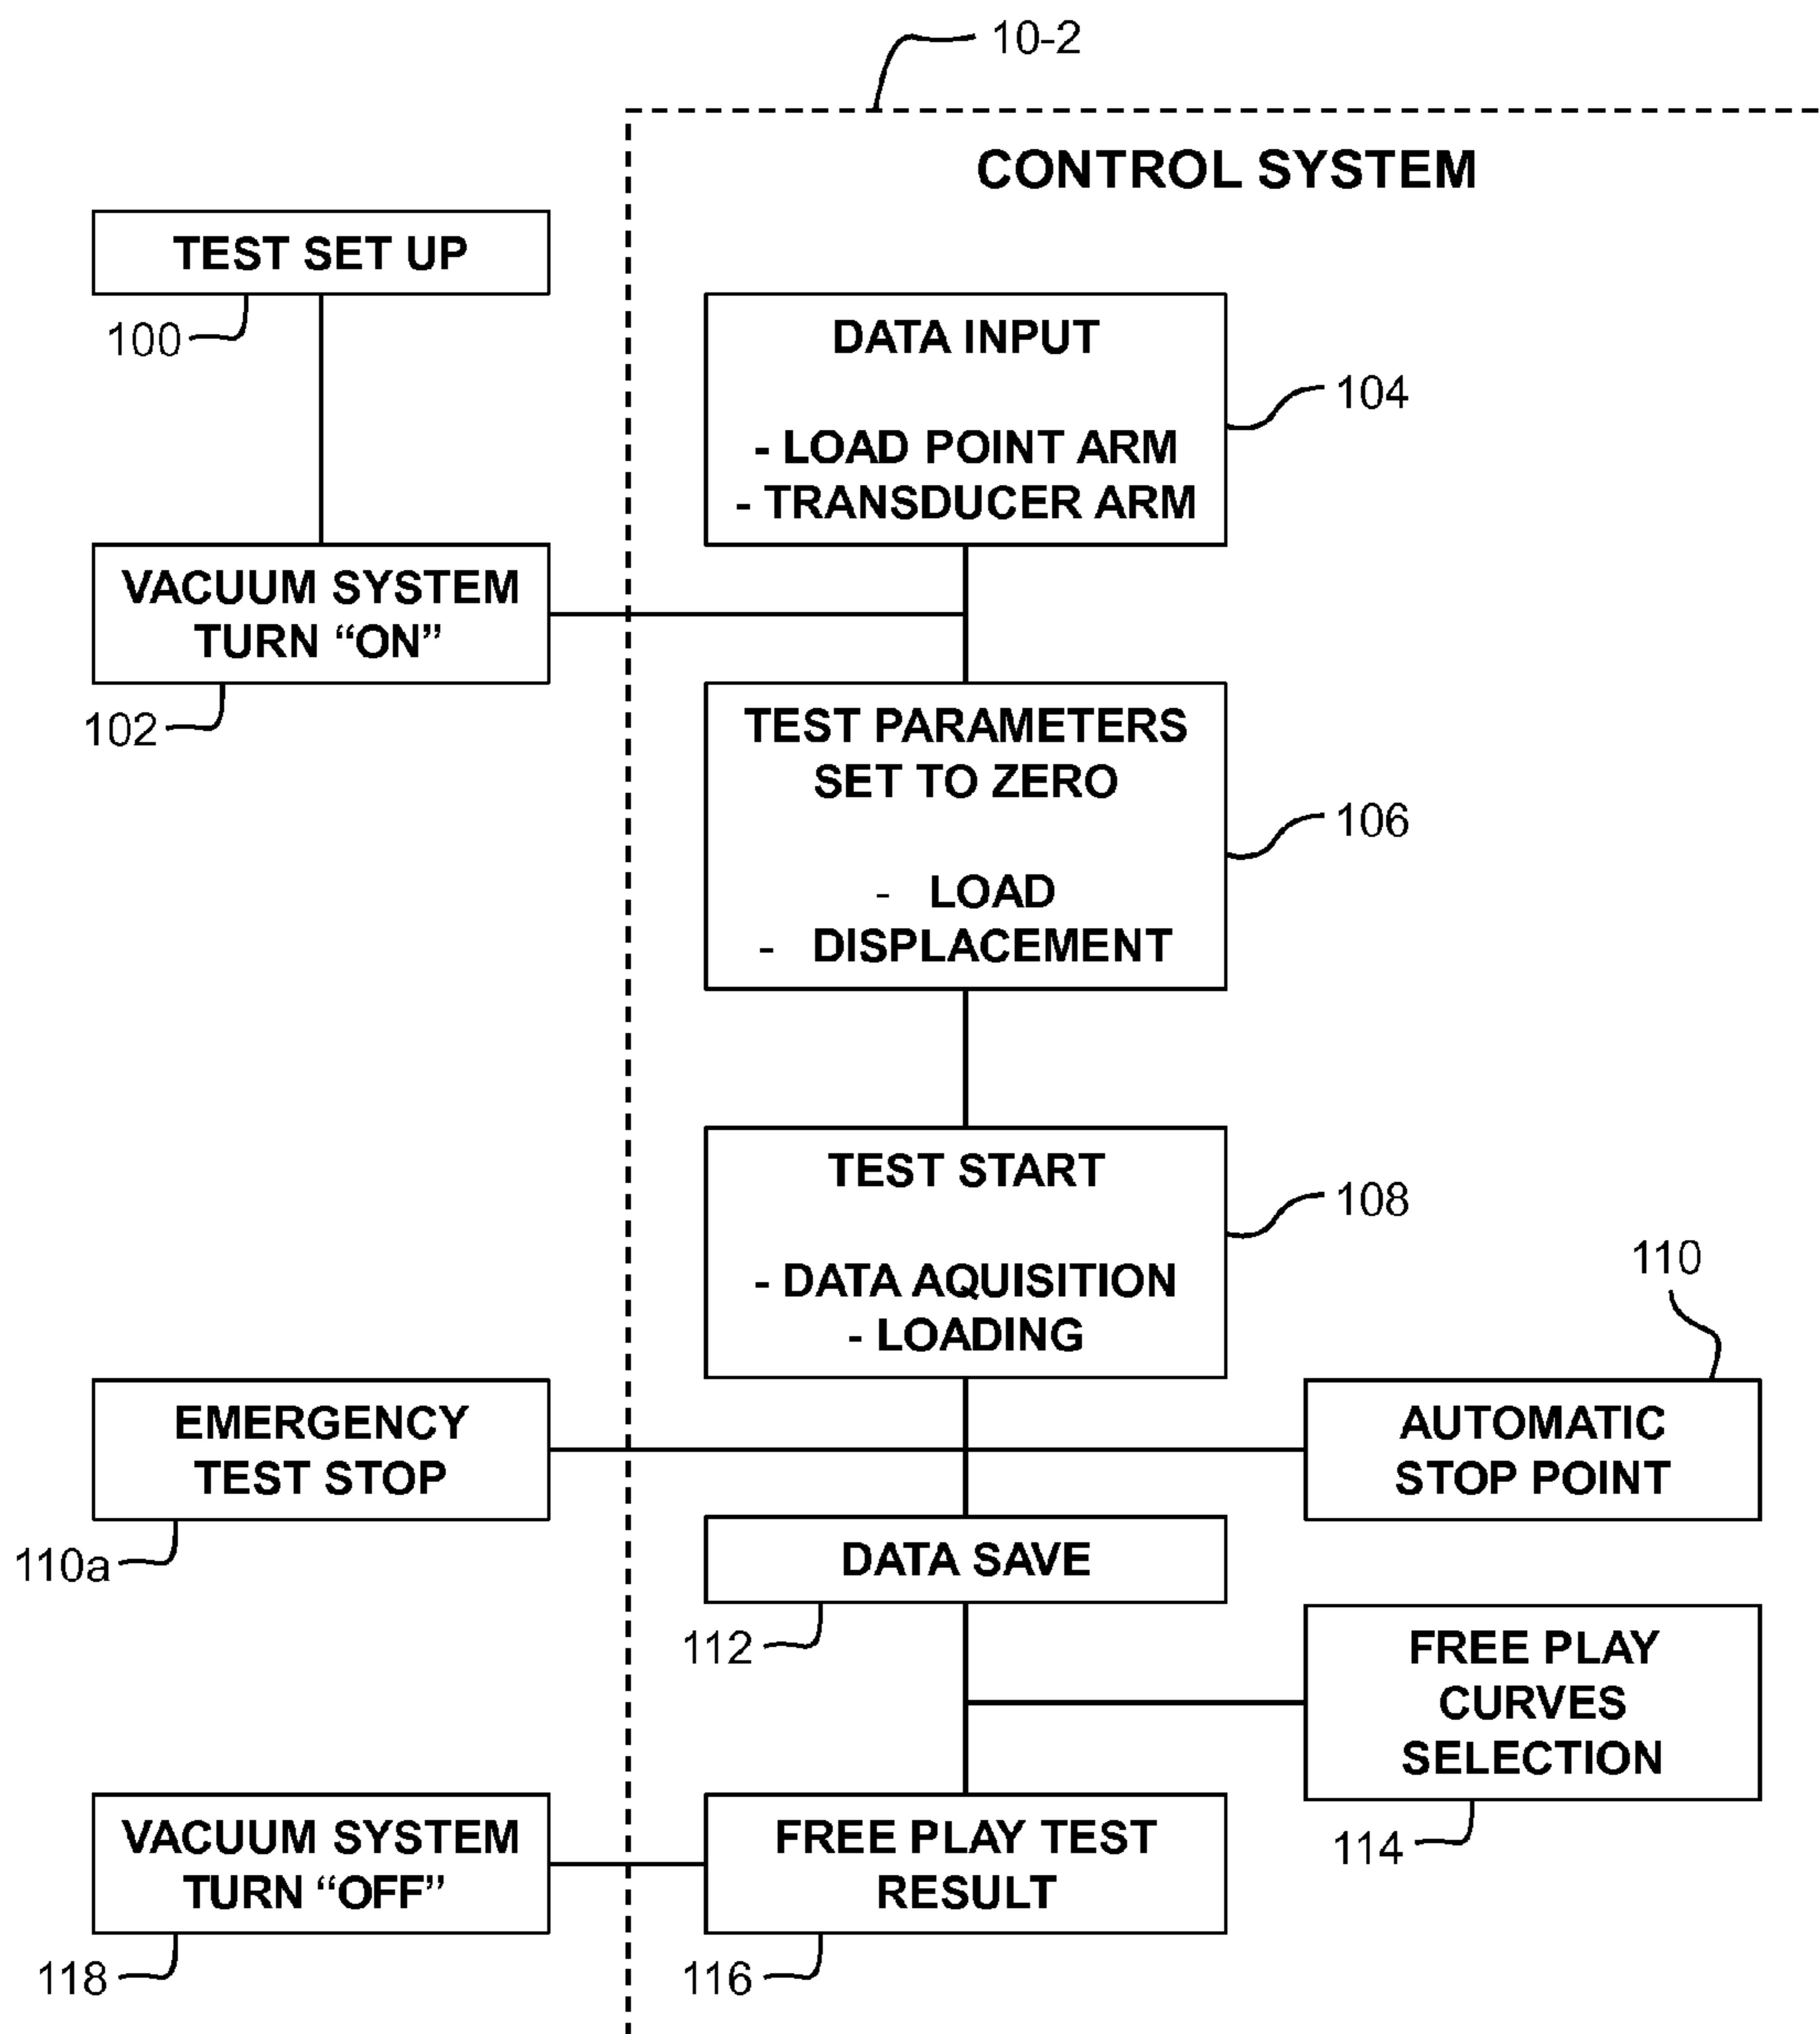 10-2
CONTROL SYSTEM
TEST SET UP
100
DATA INPUT
- LOAD POINT ARM
- TRANSDUCER ARM
104
VACUUM SYSTEM
TURN “ON”
102
TEST PARAMETERS
SET TO ZERO
- LOAD
- DISPLACEMENT
106
TEST START
- DATA AQUISITION
- LOADING
108
110
EMERGENCY
TEST STOP
110a
AUTOMATIC
STOP POINT
DATA SAVE
112
FREE PLAY
CURVES
SELECTION
114
VACUUM SYSTEM
TURN “OFF”
118
FREE PLAY TEST
RESULT
116